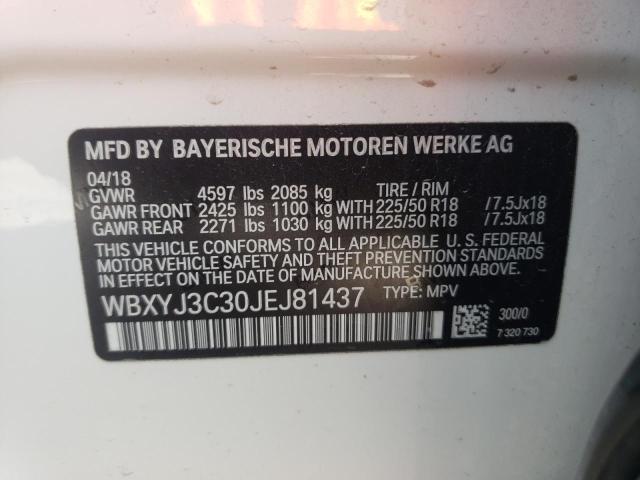 MFD BY BAYERISCHE MOTOREN WERKE AG
04/18
GVWR 4597 lbs 2085 kg TIRE / RIM
GAWR FRONT 2425 lbs 1100 kg WITH 225/50 R18 /7.5Jx18
GAWR REAR 2271 lbs 1030 kg WITH 225/50 R18 /7.5Jx18
THIS VEHICLE CONFORMS TO ALL APPLICABLE U. S. FEDERAL
MOTOR VEHICLE SAFETY AND THEFT PREVENTION STANDARDS
IN EFFECT ON THE DATE OF MANUFACTURE SHOWN ABOVE.
WBXYJ3C30JEJ81437 TYPE: MPV
300/0
7 320 730